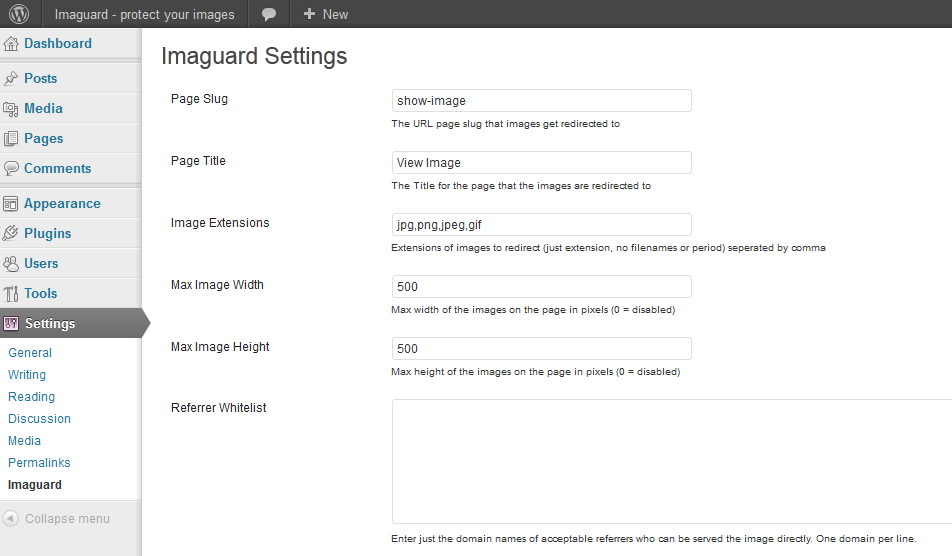 Imaguard - protect your images
New
Dashboard
Posts
Media
Pages
Comments
Appearance
Plugins
Users
Tools
Settings
General
Writing
Reading
Discussion
Media
Permalinks
Imaguard
Collapse menu
Imaguard Settings
Page Slug
show-image
The URL page slug that images get redirected to
Page Title
View Image
The Title for the page that the images are redirected to
Image Extensions
jpg,png,jpeg,gif
Extensions of images to redirect (just extension, no filenames or period) seperated by comma
Max Image Width
500
Max width of the images on the page in pixels (0 = disabled)
Max Image Height
500
Max height of the images on the page in pixels (0 = disabled)
Referrer Whitelist
Enter just the domain names of acceptable referrers who can be served the image directly. One domain per line.